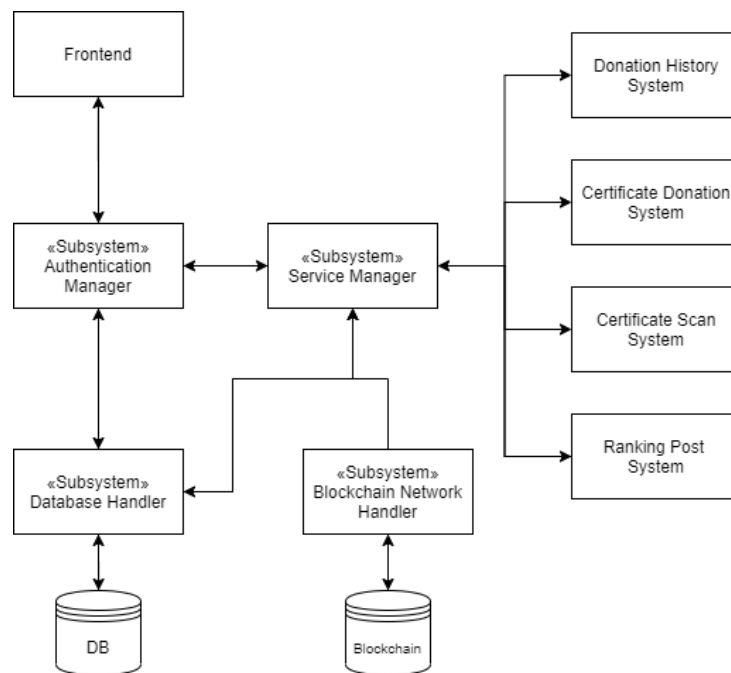 Frontend
Donation History
System
Certificate Donation
System
«Subsystem»
Authentication
Manager
«Subsystem»
Service Manager
Certificate Scan
System
Ranking Post
System
«Subsystem»
Database Handler
«Subsystem»
Blockchain Network
Handler
DB
Blockchain